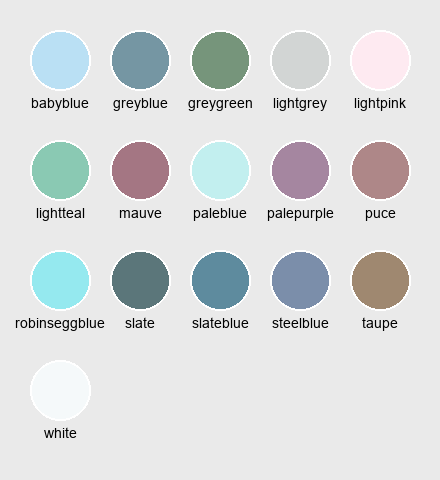 babyblue greyblue greygreen lightgrey lightpink
lightteal mauve paleblue palepurple puce
robinseggblue slate slateblue steelblue taupe
white